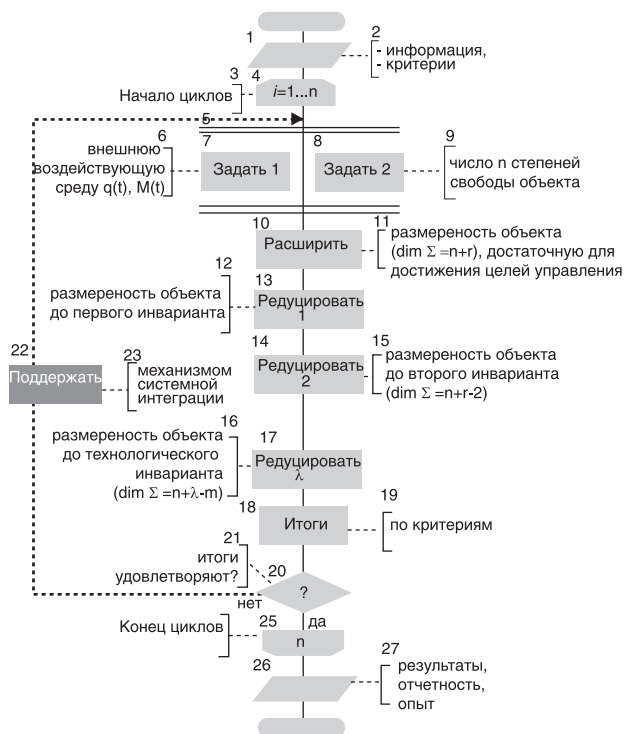 1
2
- информация,
- критерии
3
4
Начало циклов
i=1...n
5
6
внешнюю
воздействующую
среду q(t), M(t)
7
Задать 1
8
Задать 2
9
число n степеней
свободы объекта
10
Расширить
11
размереность объекта
(dim Σ =n+r), достаточную для
достижения целей управления
12
размереность объекта
до первого инварианта
13
Редуцировать
1
14
Редуцировать
2
15
размереность объекта
до второго инварианта
(dim Σ =n+r-2)
22
Поддержать
23
механизмом
системной
интеграции
16
размереность объекта
до технологического
инварианта
(dim Σ =n+λ-m)
17
Редуцировать
λ
18
Итоги
19
по критериям
21
итоги
удовлетворяют?
20
?
нет
да
Конец циклов
25
n
26
27
результаты,
отчетность,
опыт